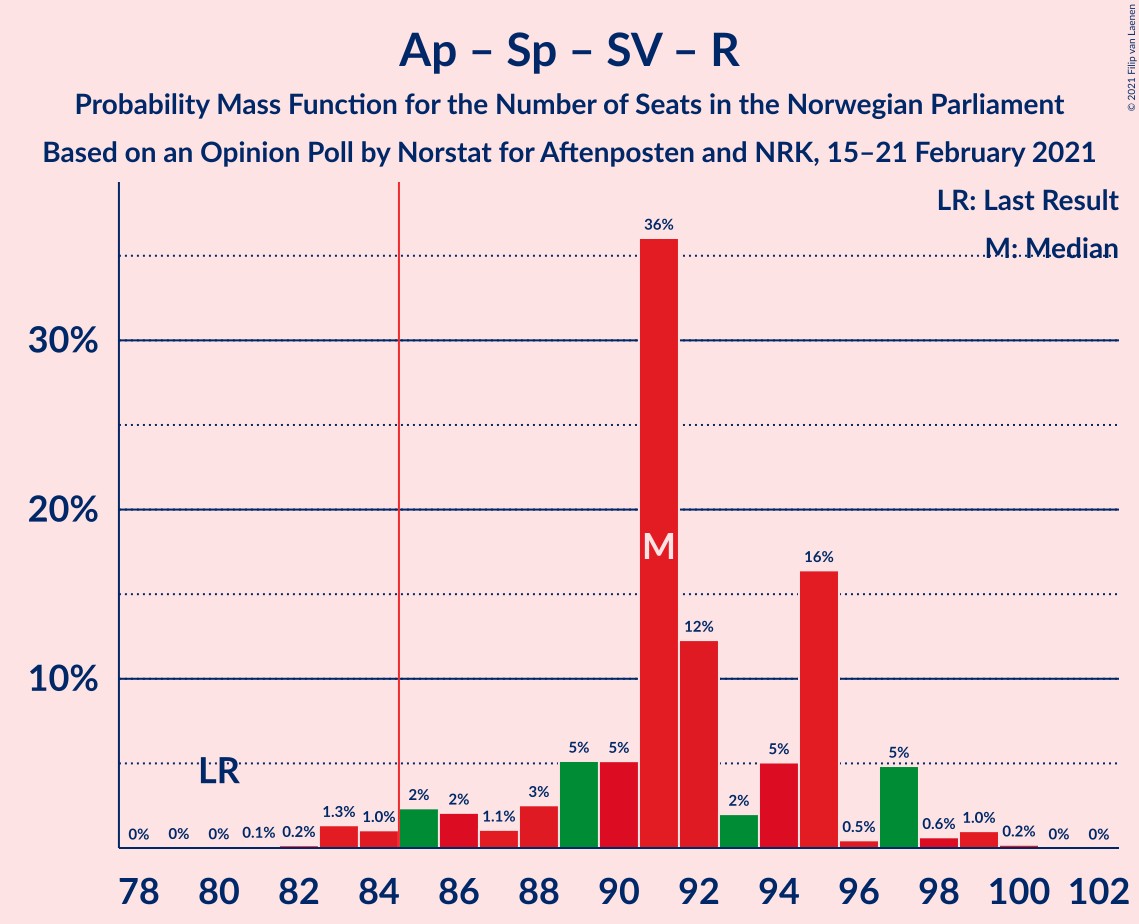 © 2021 Filip van Laenen
Ap – Sp – SV – R
Probability Mass Function for the Number of Seats in the Norwegian Parliament
Based on an Opinion Poll by Norstat for Aftenposten and NRK, 15–21 February 2021
LR: Last Result
M: Median
36%
30%
M
20%
16%
12%
10%
LR
0% 0% 0% 0.1% 0.2% 1.3% 1.0% 2% 2% 1.1% 3% 5% 5% 2% 5% 0.5% 5% 0.6% 1.0% 0.2% 0% 0%
78 80 82 84 86 88 90 92 94 96 98 100 102